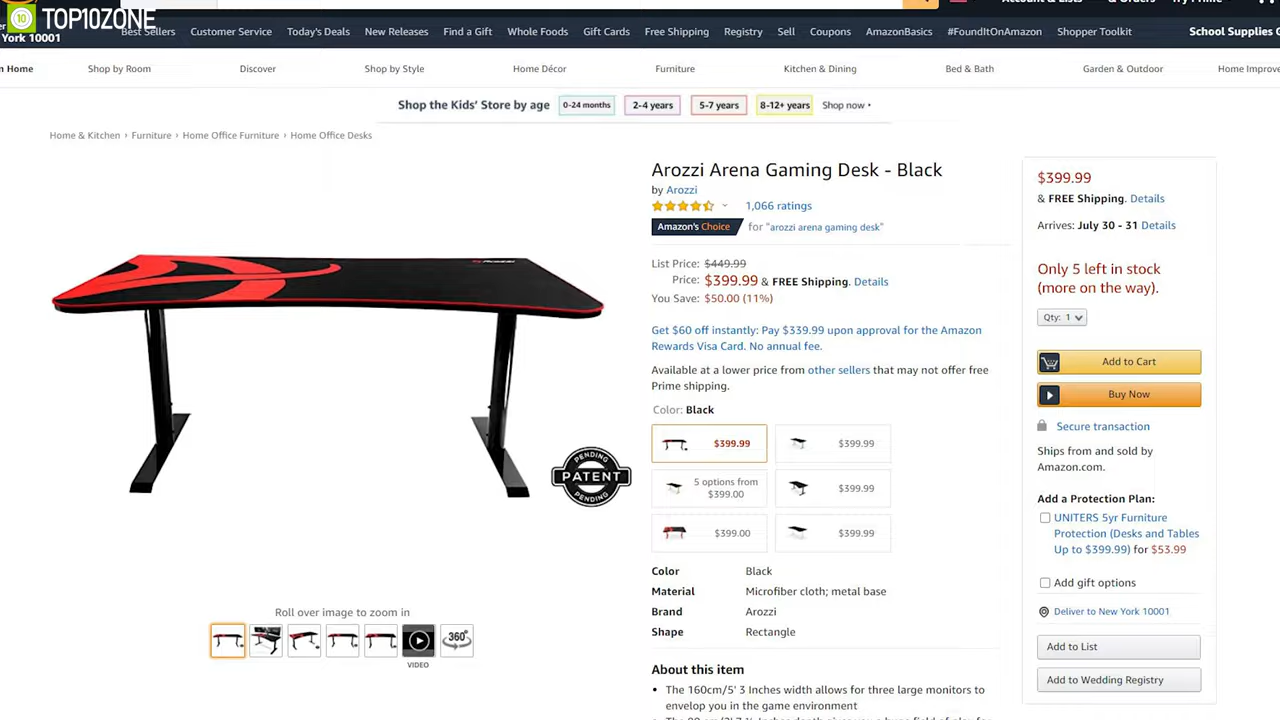 10 TOP10ZONE
Account & Lists & Orders Try Prime
York 10001 Best Sellers Customer Service Today's Deals New Releases Find a Gift Whole Foods Gift Cards Free Shipping Registry Sell Coupons AmazonBasics #FoundItOnAmazon Shopper Toolkit School Supplies
Home Shop by Room Discover Shop by Style Home Décor Furniture Kitchen & Dining Bed & Bath Garden & Outdoor Home Improve
Shop the Kids' Store by age 0-24 months 2-4 years 5-7 years 8-12+ years Shop now ▸
Home & Kitchen › Furniture › Home Office Furniture › Home Office Desks
PENDING
PATENT
PENDING
Roll over image to zoom in
360°
VIDEO
Arozzi Arena Gaming Desk - Black
by Arozzi
1,066 ratings
Amazon's Choice for "arozzi arena gaming desk"
List Price: $449.99
Price: $399.99 & FREE Shipping. Details
You Save: $50.00 (11%)
Get $60 off instantly: Pay $339.99 upon approval for the Amazon
Rewards Visa Card. No annual fee.
Available at a lower price from other sellers that may not offer free
Prime shipping.
Color: Black
$399.99 $399.99
5 options from
$399.00
$399.99
$399.00 $399.99
Color Black
Material Microfiber cloth; metal base
Brand Arozzi
Shape Rectangle
About this item
• The 160cm/5' 3 Inches width allows for three large monitors to
envelop you in the game environment
$399.99
& FREE Shipping. Details
Arrives: July 30 - 31 Details
Only 5 left in stock
(more on the way).
Qty: 1
Add to Cart
Buy Now
Secure transaction
Ships from and sold by
Amazon.com.
Add a Protection Plan:
UNITERS 5yr Furniture
Protection (Desks and Tables
Up to $399.99) for $53.99
Add gift options
Deliver to New York 10001
Add to List
Add to Wedding Registry